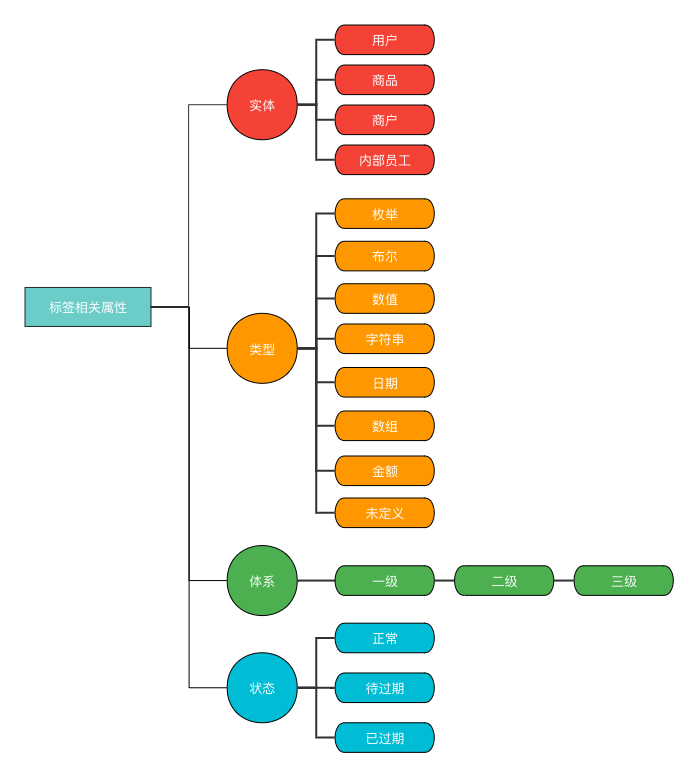 标签相关属性
实体
用户
商品
商户
内部员工
类型
枚举
布尔
数值
字符串
日期
数组
金额
未定义
体系
一级
二级
三级
状态
正常
待过期
已过期